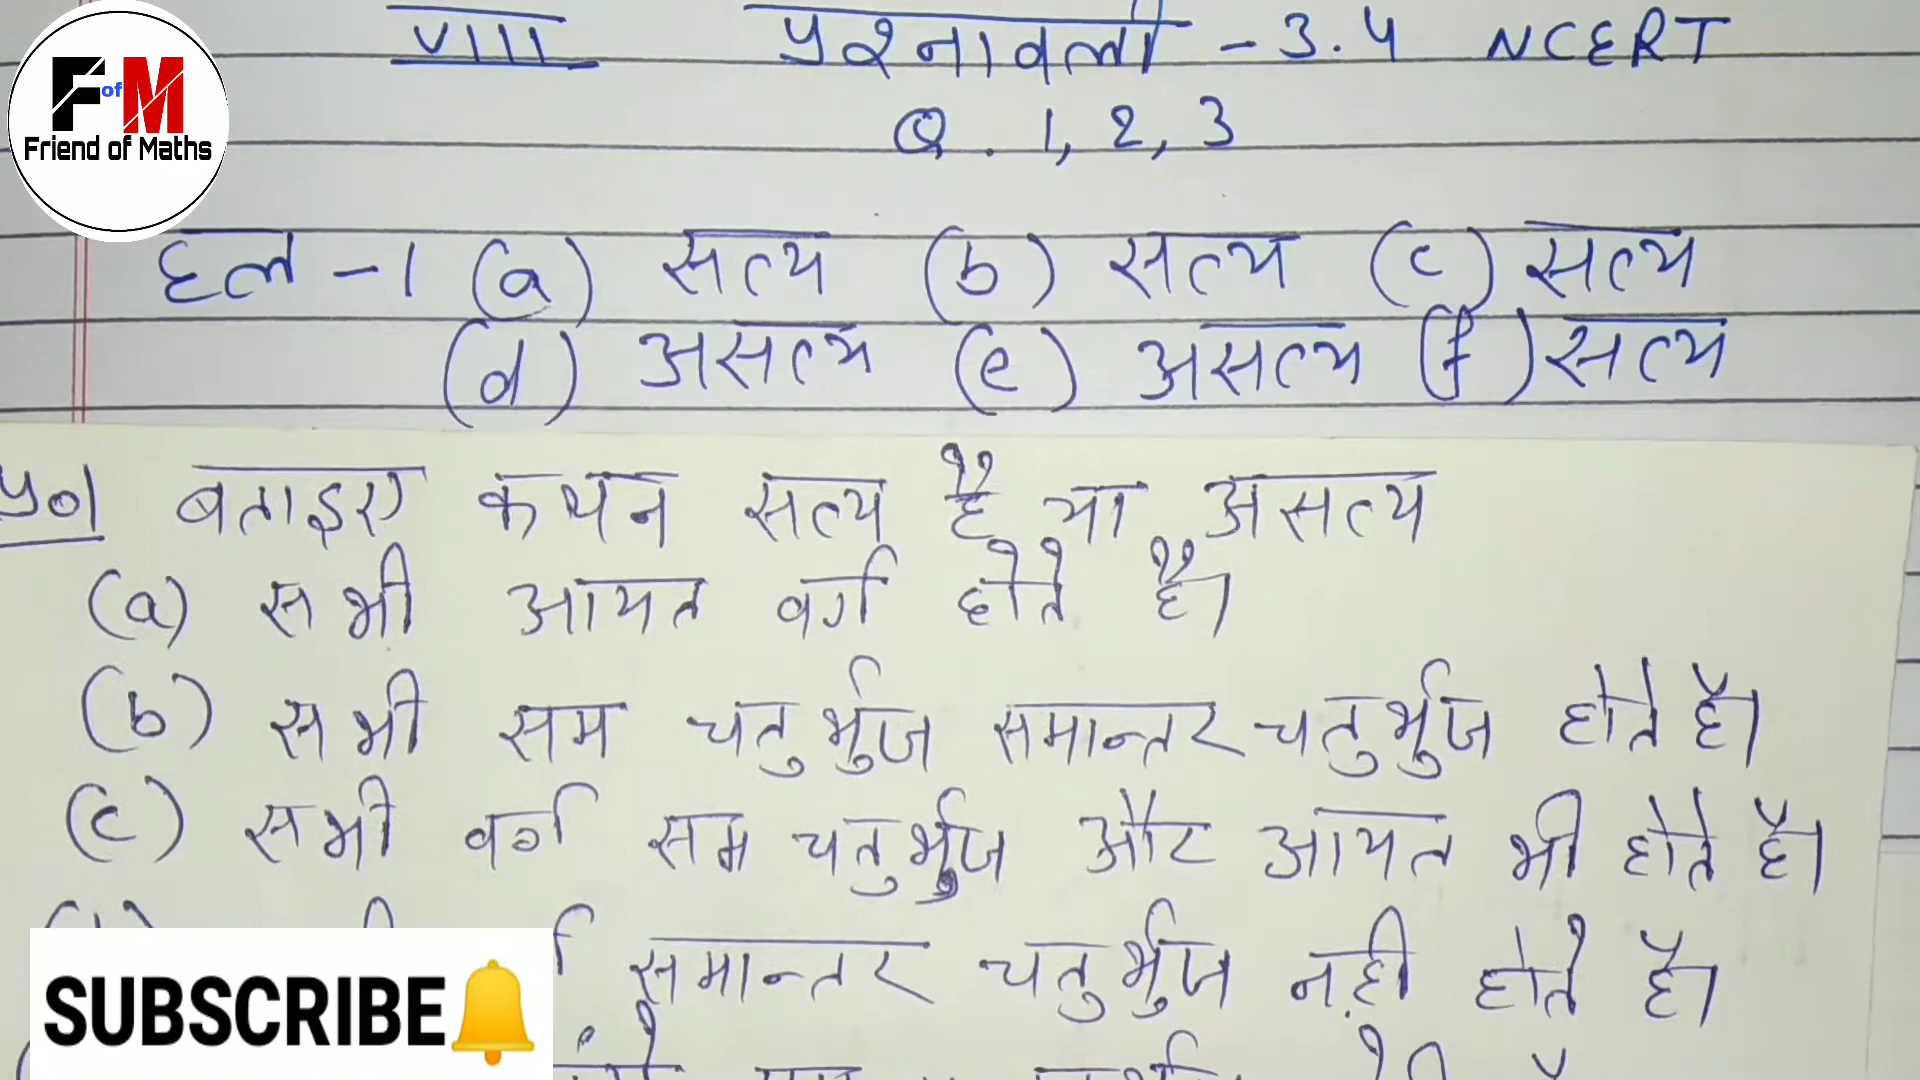 F of M
Friend of Maths
VIII प्रश्नावली - 3.4 NCERT
Q. 1, 2, 3
हल - 1 (a) सत्य (b) सत्य (c) सत्य
(d) असत्य (e) असत्य (f) सत्य
प्र०1 बताइए कथन सत्य है या असत्य
(a) सभी आयत वर्ग होते है।
(b) सभी सम चतुर्भुज समान्तर चतुर्भुज होते है।
(c) सभी वर्ग सम चतुर्भुज और आयत भी होते है।
समान्तर चतुर्भुज नही होते है।
SUBSCRIBE